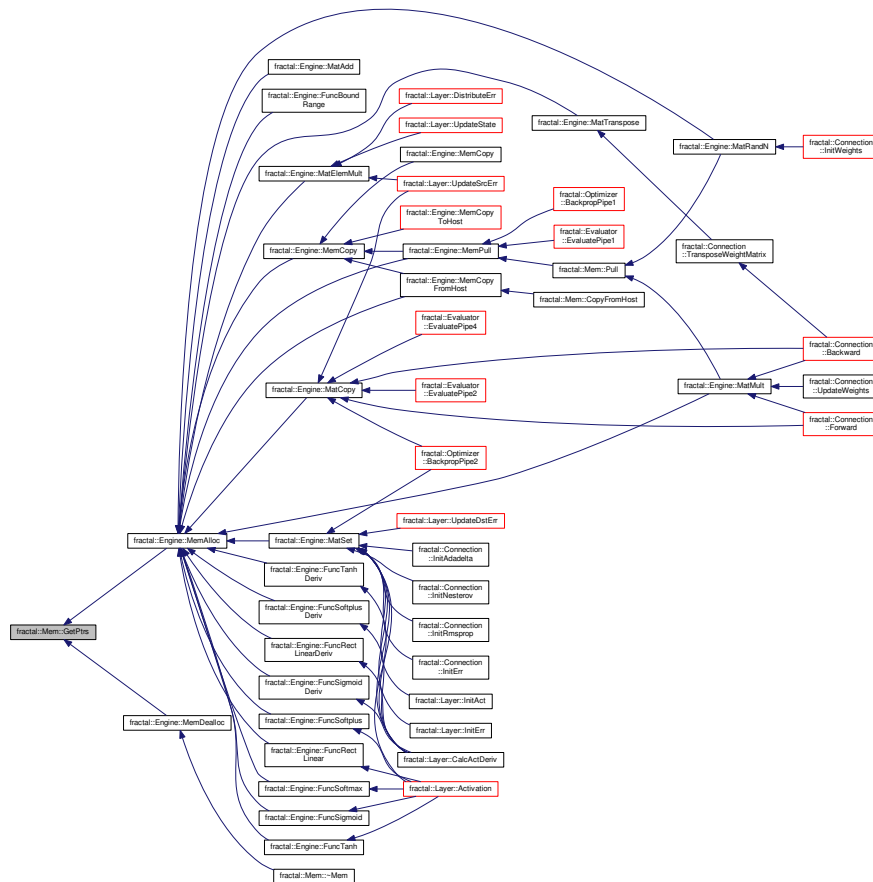 fractal::Engine::MatAdd
fractal::Engine::FuncBound
Range
fractal::Layer::DistributeErr
fractal::Layer::UpdateState
fractal::Engine::MatTranspose
fractal::Engine::MatRandN
fractal::Connection
::InitWeights
fractal::Engine::MemCopy
fractal::Engine::MatElemMult
fractal::Layer::UpdateSrcErr
fractal::Optimizer
::BackpropPipe1
fractal::Engine::MemCopy
ToHost
fractal::Evaluator
::EvaluatePipe1
fractal::Engine::MemCopy
fractal::Engine::MemPull
fractal::Connection
::TransposeWeightMatrix
fractal::Mem::Pull
fractal::Engine::MemCopy
FromHost
fractal::Mem::CopyFromHost
fractal::Evaluator
::EvaluatePipe4
fractal::Connection
::Backward
fractal::Engine::MatCopy
fractal::Evaluator
::EvaluatePipe2
fractal::Engine::MatMult
fractal::Connection
::UpdateWeights
fractal::Connection
::Forward
fractal::Optimizer
::BackpropPipe2
fractal::Layer::UpdateDstErr
fractal::Engine::MemAlloc
fractal::Engine::MatSet
fractal::Connection
::InitAdadelta
fractal::Engine::FuncTanh
Deriv
fractal::Connection
::InitNesterov
fractal::Engine::FuncSoftplus
Deriv
fractal::Connection
::InitRmsprop
fractal::Mem::GetPtrs
fractal::Engine::FuncRect
LinearDeriv
fractal::Connection
::InitErr
fractal::Engine::FuncSigmoid
Deriv
fractal::Layer::InitAct
fractal::Engine::MemDealloc
fractal::Engine::FuncSoftplus
fractal::Layer::InitErr
fractal::Engine::FuncRect
Linear
fractal::Layer::CalcActDeriv
fractal::Engine::FuncSoftmax
fractal::Layer::Activation
fractal::Engine::FuncSigmoid
fractal::Engine::FuncTanh
fractal::Mem::~Mem